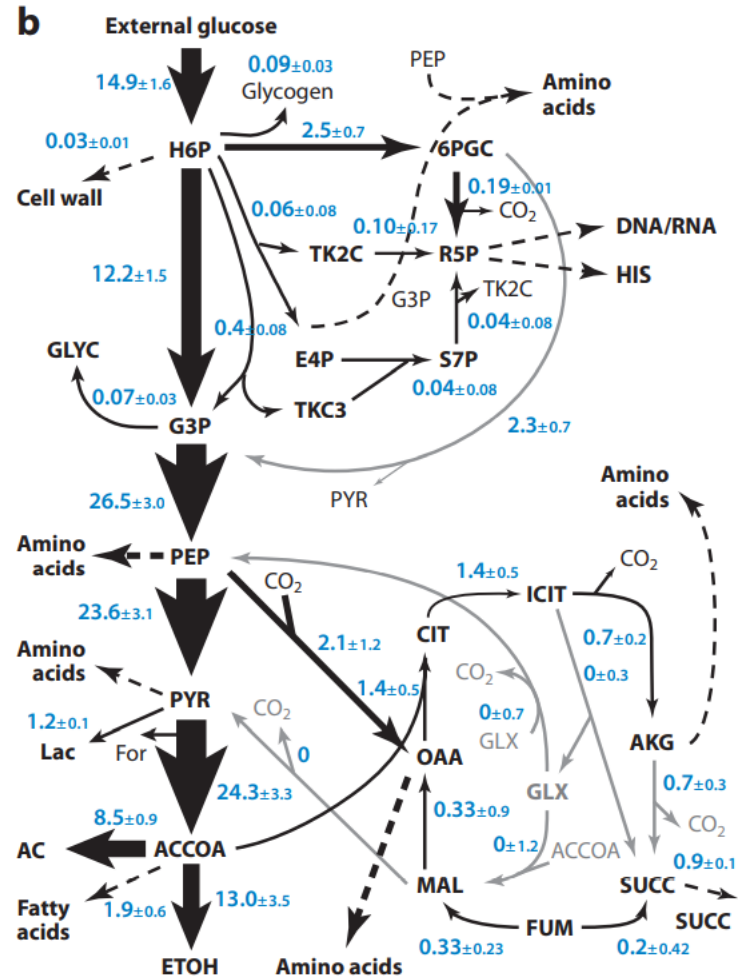 b
External glucose
14.9±1.6
0.09±0.03
Glycogen
PEP
Amino
acids
0.03±0.01
H6P
2.5±0.7
6PGC
Cell wall
0.06±0.08
0.19±0.01
CO2
0.10±0.17
DNA/RNA
12.2±1.5
TK2C
R5P
HIS
G3P
TK2C
0.4±0.08
0.04±0.08
GLYC
E4P
S7P
0.07±0.03
0.04±0.08
TKC3
G3P
2.3±0.7
26.5±3.0
PYR
Amino
acids
Amino
acids
PEP
CO2
1.4±0.5
ICIT
CO2
23.6±3.1
2.1±1.2
CIT
0.7±0.2
Amino
acids
CO2
0±0.3
PYR
1.4±0.5
CO2
0±0.7
1.2±0.1
GLX
Lac
For
0
OAA
AKG
24.3±3.3
GLX
0.7±0.3
8.5±0.9
0.33±0.9
CO2
AC
ACCOA
0±1.2
ACCOA
0.9±0.1
MAL
SUCC
Fatty
acids
1.9±0.6
13.0±3.5
FUM
SUCC
0.33±0.23
0.2±0.42
ETOH
Amino acids